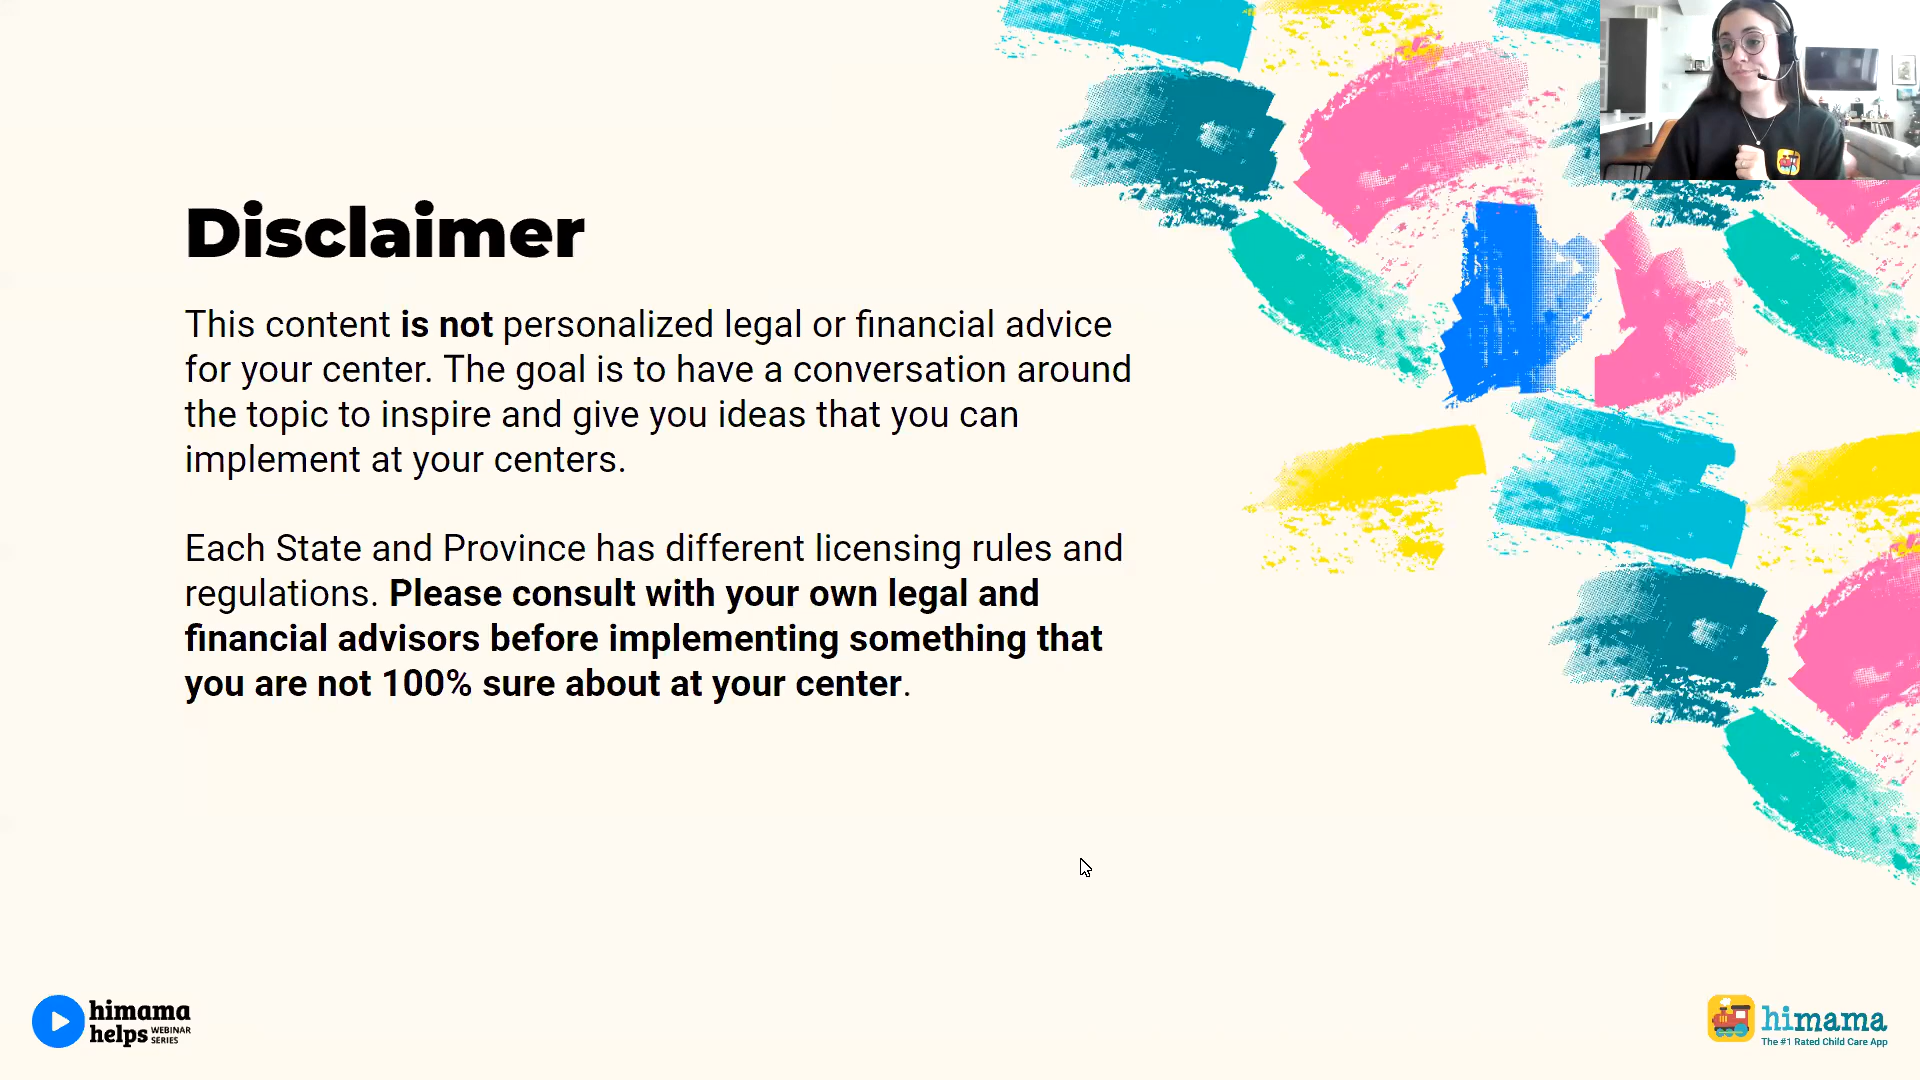 Disclaimer
This content is not personalized legal or financial advice
for your center. The goal is to have a conversation around
the topic to inspire and give you ideas that you can
implement at your centers.
Each State and Province has different licensing rules and
regulations. Please consult with your own legal and
financial advisors before implementing something that
you are not 100% sure about at your center.
himama
helps WEBINAR
SERIES
himama
The #1 Rated Child Care App